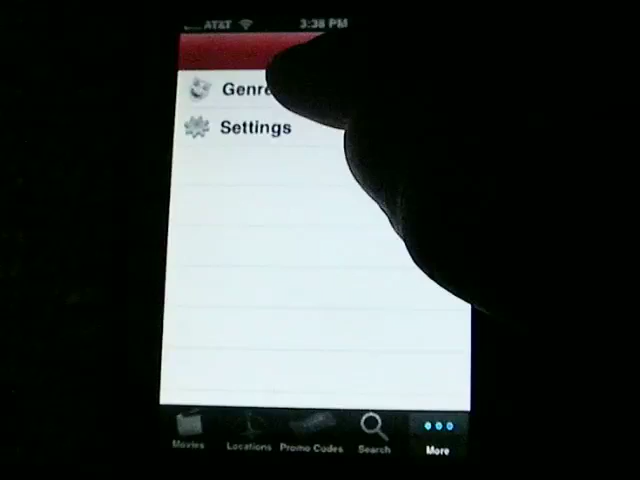 AT&T 3:38 PM
Genre
Settings
Movies Locations Promo Codes Search More